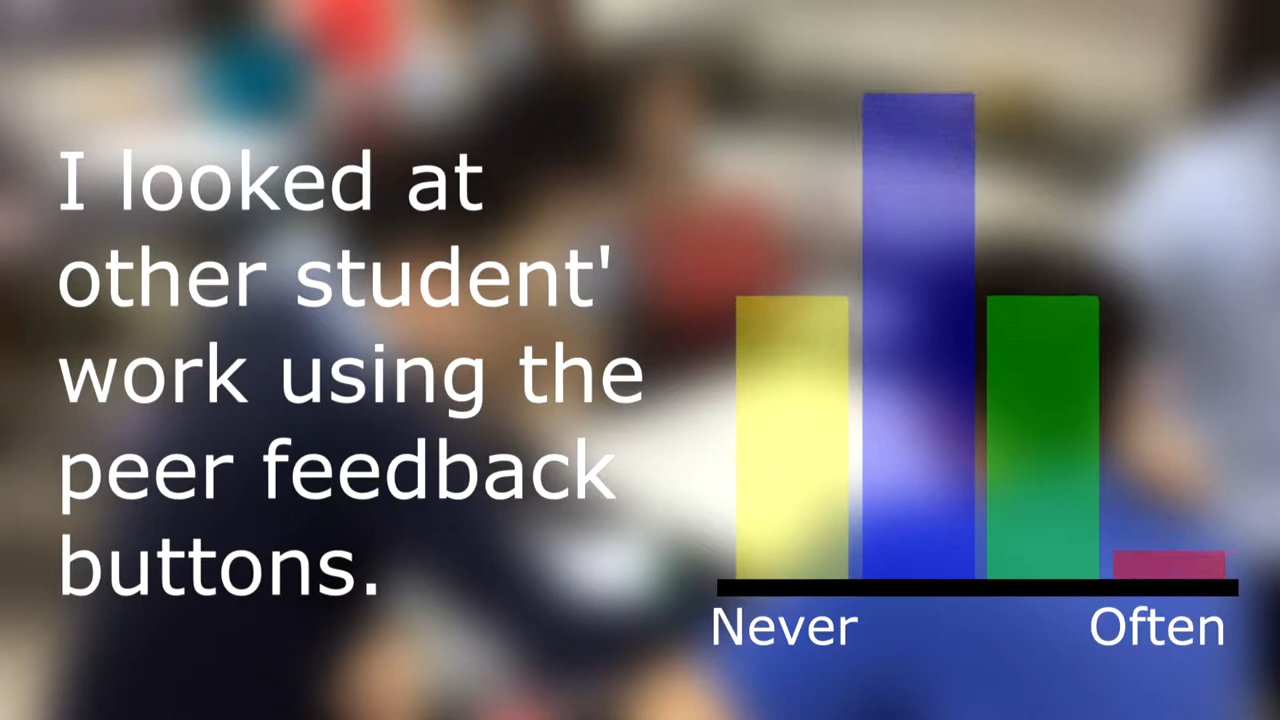 I looked at
other student'
work using the
peer feedback
buttons.
Never
Often